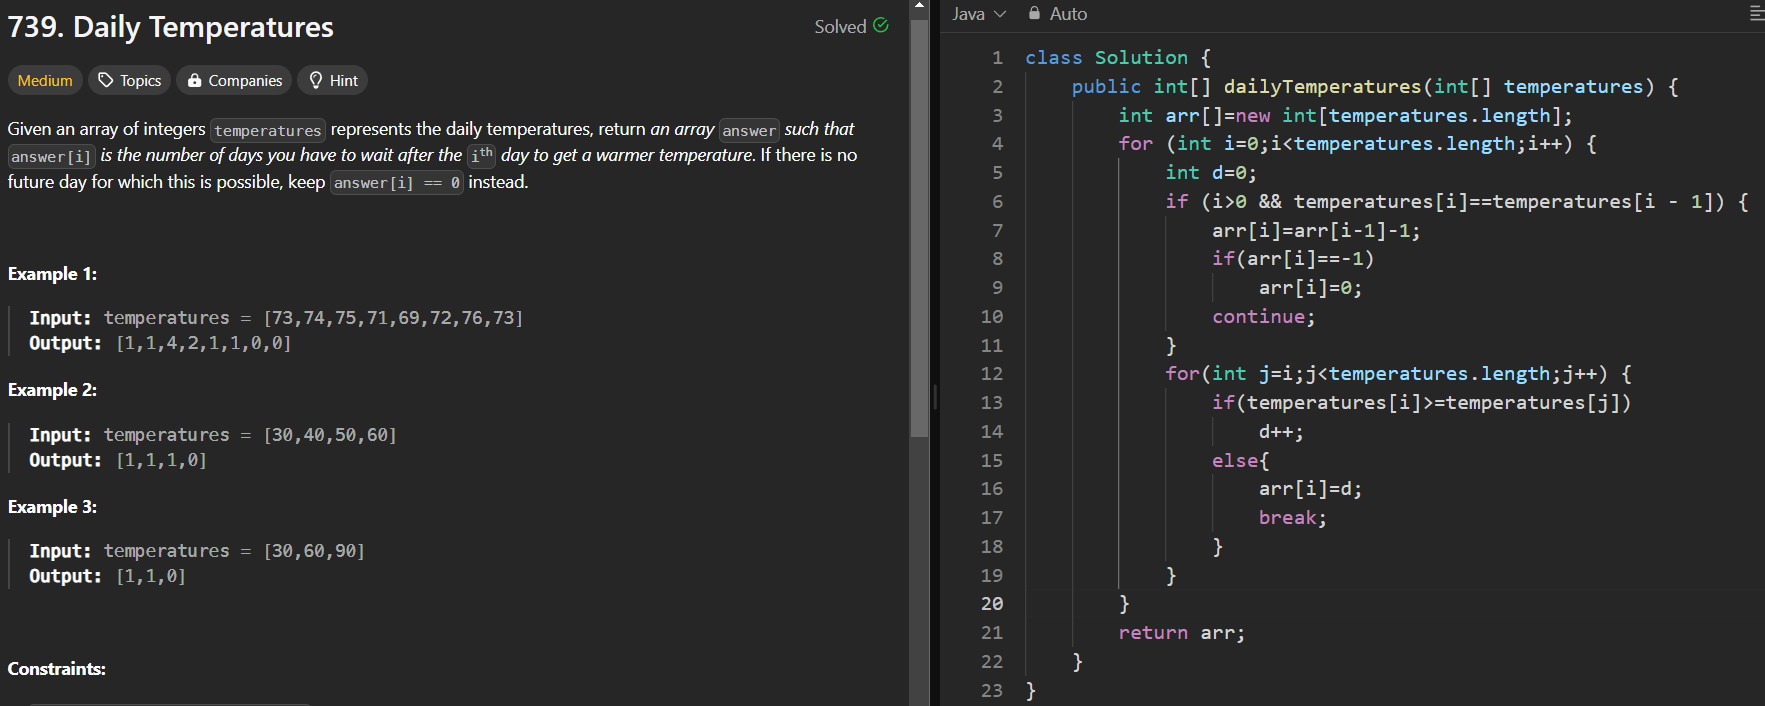 739. Daily Temperatures
Solved
Medium Topics Companies Hint
Given an array of integers temperatures represents the daily temperatures, return an array answer such that
answer[i] is the number of days you have to wait after the ith day to get a warmer temperature. If there is no
future day for which this is possible, keep answer[i] == 0 instead.
Example 1:
Input: temperatures = [73,74,75,71,69,72,76,73]
Output: [1,1,4,2,1,1,0,0]
Example 2:
Input: temperatures = [30,40,50,60]
Output: [1,1,1,0]
Example 3:
Input: temperatures = [30,60,90]
Output: [1,1,0]
Constraints:
Java Auto
1 class Solution {
2 public int[] dailyTemperatures(int[] temperatures) {
3 int arr[]=new int[temperatures.length];
4 for (int i=0;i<temperatures.length;i++) {
5 int d=0;
6 if (i>0 && temperatures[i]==temperatures[i - 1]) {
7 arr[i]=arr[i-1]-1;
8 if(arr[i]==-1)
9 arr[i]=0;
10 continue;
11 }
12 for(int j=i;j<temperatures.length;j++) {
13 if(temperatures[i]>=temperatures[j])
14 d++;
15 else{
16 arr[i]=d;
17 break;
18 }
19 }
20 }
21 return arr;
22 }
23 }